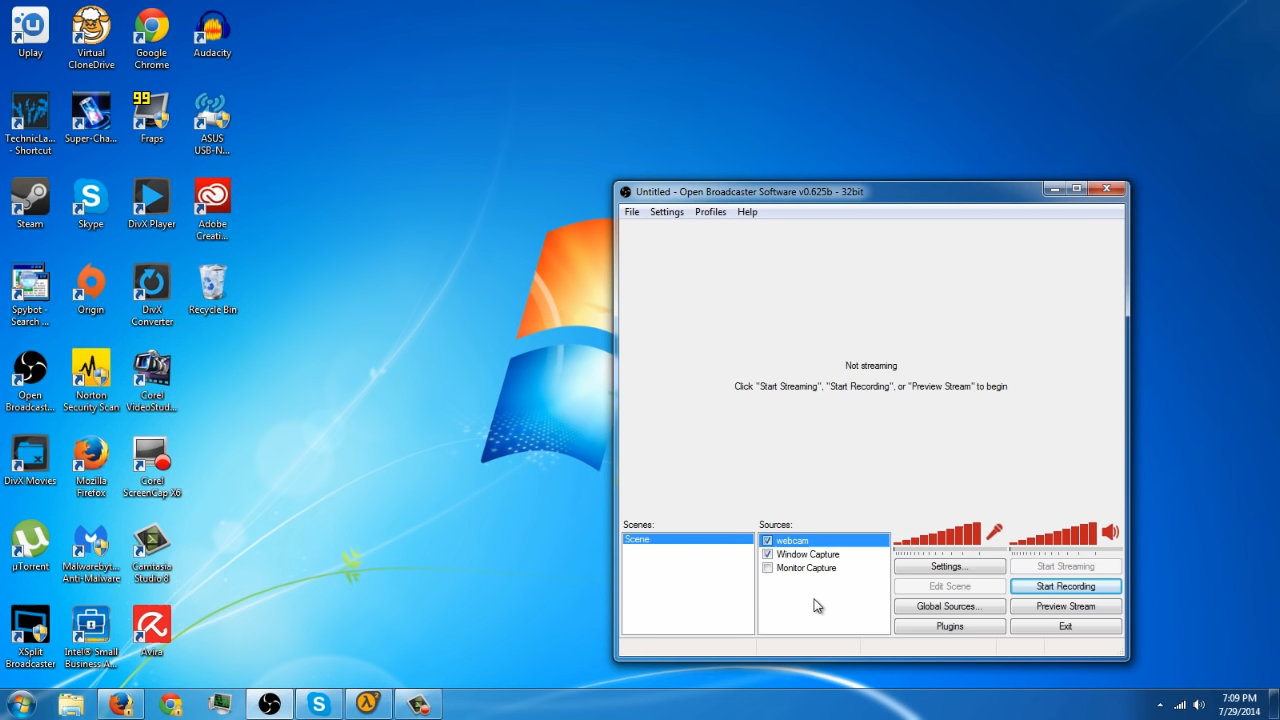 Uplay
Virtual
CloneDrive
Google
Chrome
Audacity
TechnicLa...
- Shortcut
Super-Cha...
99
Fraps
ASUS
USB-N...
Steam
Skype
DivX Player
Adobe
Creati...
Spybot -
Search ...
Origin
DivX
Converter
Recycle Bin
Open
Broadcast...
Norton
Security Scan
Corel
VideoStud...
DivX Movies
Mozilla
Firefox
Corel
ScreenCap X6
µTorrent
Malwarebyt...
Anti-Malware
Camtasia
Studio 8
XSplit
Broadcaster
Intel® Small
Business A...
Avira
Untitled - Open Broadcaster Software v0.625b - 32bit
File Settings Profiles Help
Not streaming
Click "Start Streaming", "Start Recording", or "Preview Stream" to begin
Scenes:
Scene
Sources:
webcam
Window Capture
Monitor Capture
Settings...
Start Streaming
Edit Scene
Start Recording
Global Sources...
Preview Stream
Plugins
Exit
7:09 PM
7/29/2014